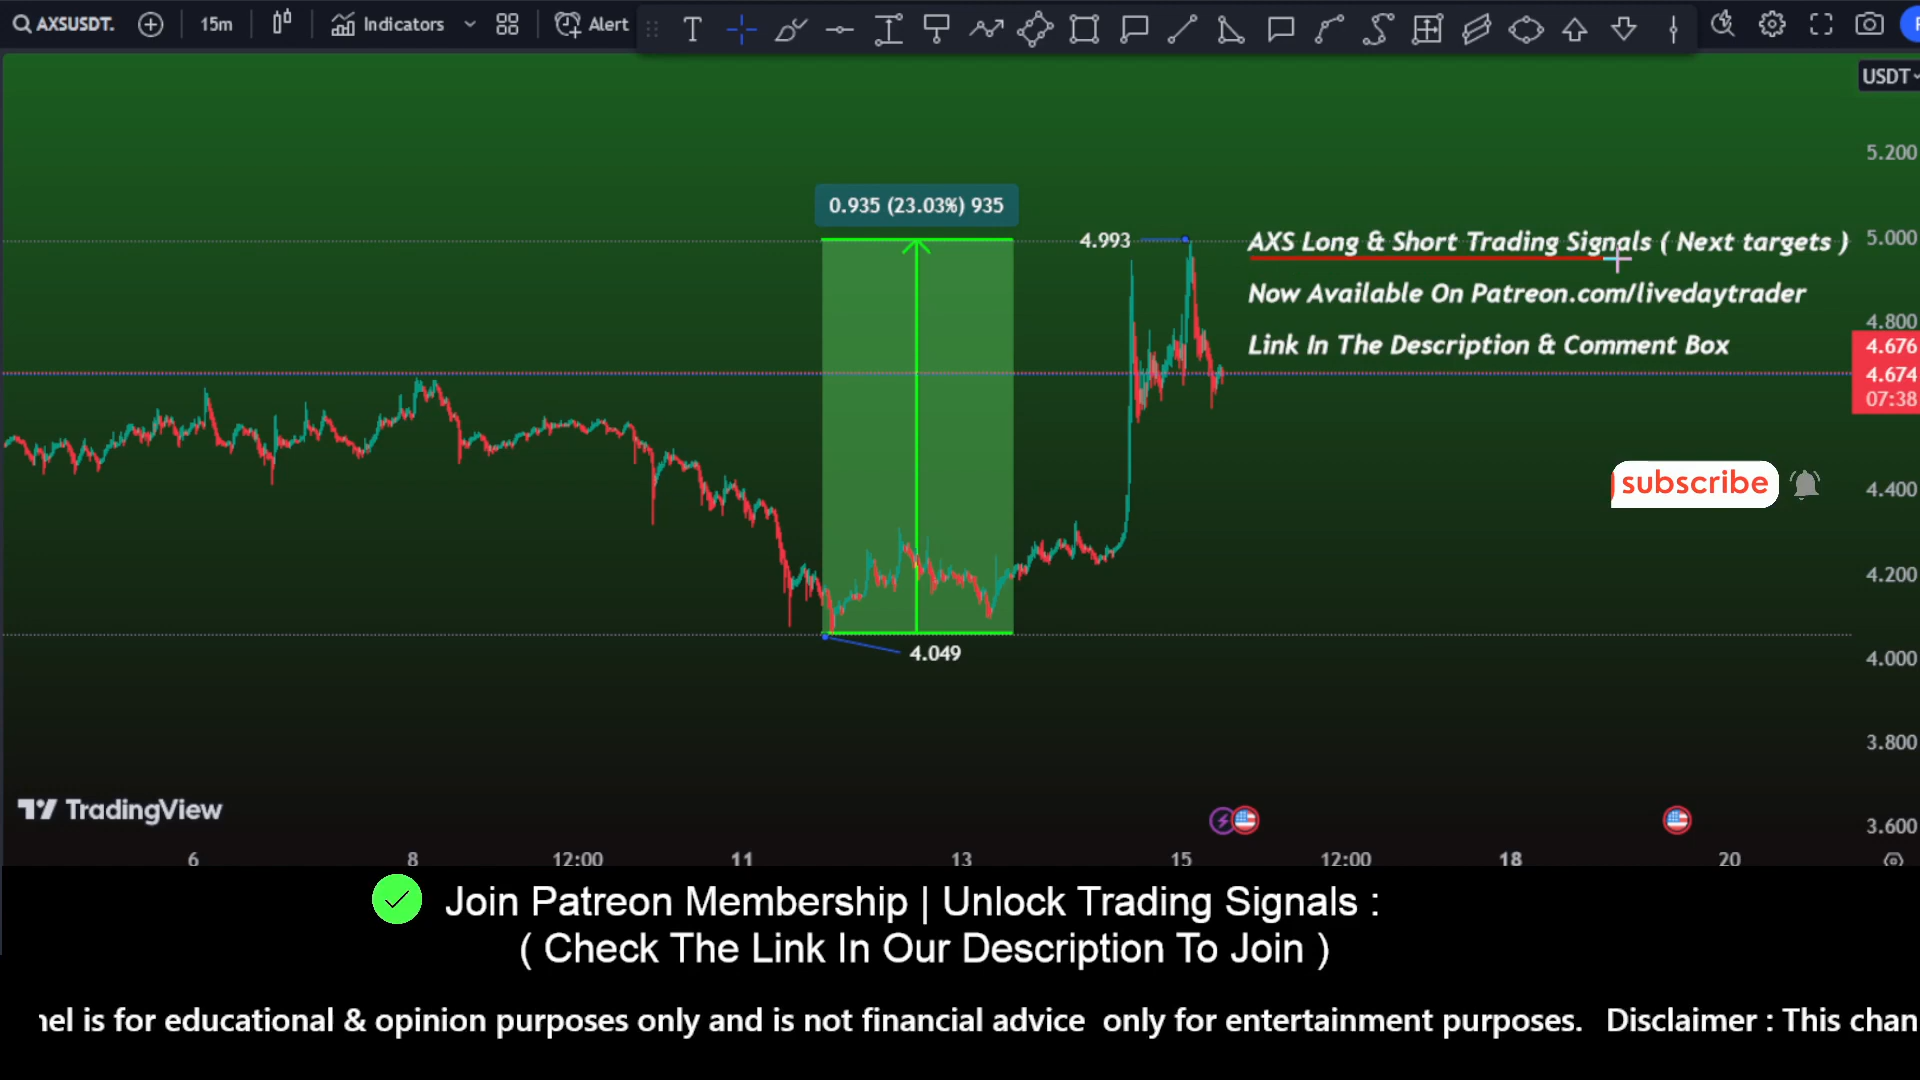 AXSUSDT.
15m
Indicators
Alert
USDT
5.200
0.935 (23.03%) 935
4.993
AXS Long & Short Trading Signals ( Next targets )
5.000
Now Available On Patreon.com/livedaytrader
4.800
Link In The Description & Comment Box
4.676
4.674
07:38
subscribe
4.400
4.200
4.049
4.000
3.800
TradingView
3.600
6 8 12:00 11 13 15 12:00 18 20
Join Patreon Membership | Unlock Trading Signals :
( Check The Link In Our Description To Join )
nel is for educational & opinion purposes only and is not financial advice only for entertainment purposes. Disclaimer : This chan